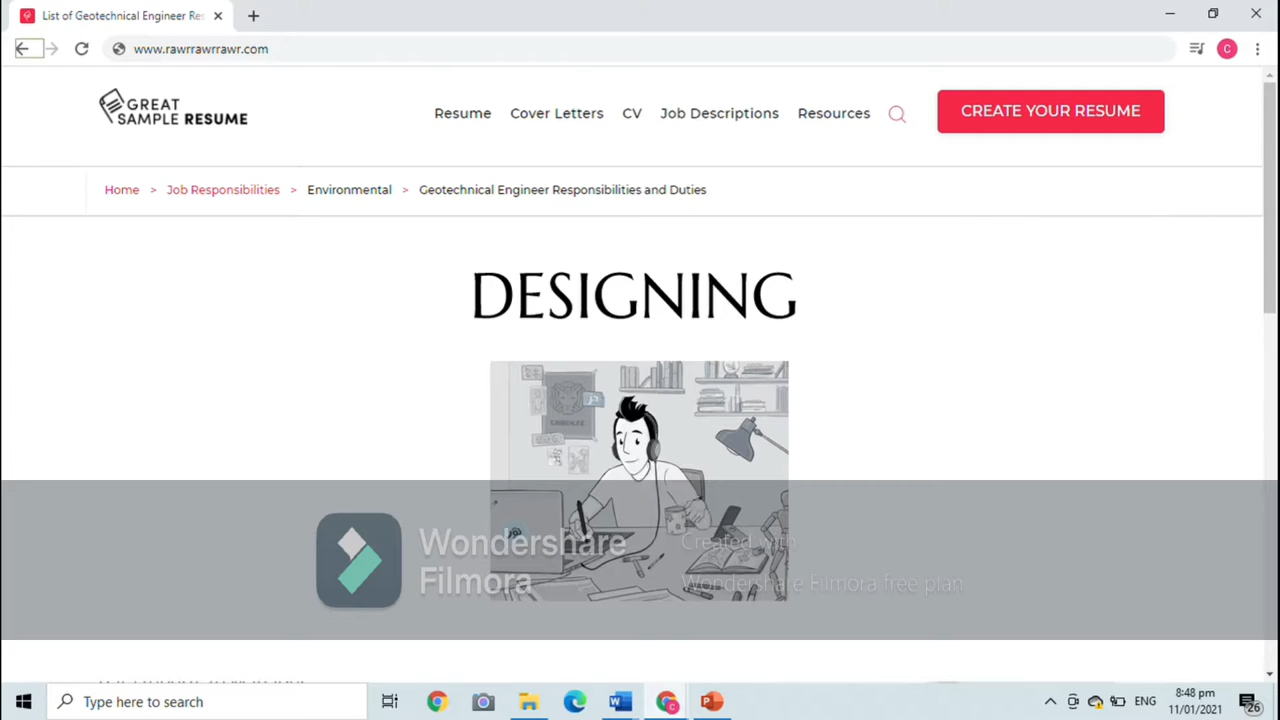 List of Geotechnical Engineer Res
www.rawrrawrrawr.com
C
GREAT
SAMPLE RESUME
Resume Cover Letters CV Job Descriptions Resources
CREATE YOUR RESUME
Home > Job Responsibilities > Environmental > Geotechnical Engineer Responsibilities and Duties
DESIGNING
Wondershare
Filmora
Created with
Wondershare Filmora free plan
Type here to search
ENG
8:48 pm
11/01/2021
26